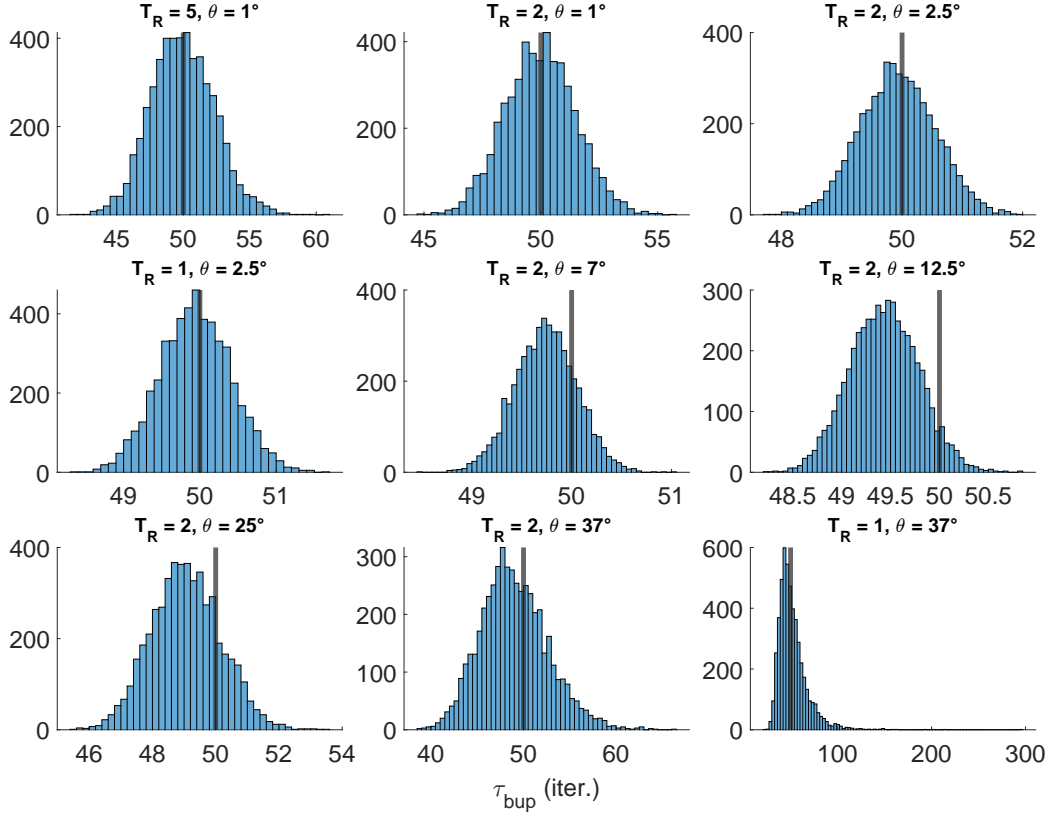 T_R = 5, θ = 1°
400
200
0
45 50 55 60
T_R = 2, θ = 1°
400
200
0
45 50 55
T_R = 2, θ = 2.5°
400
200
0
48 50 52
T_R = 1, θ = 2.5°
400
200
0
49 50 51
T_R = 2, θ = 7°
400
200
0
49 50 51
T_R = 2, θ = 12.5°
300
200
100
0
48.5 49 49.5 50 50.5
T_R = 2, θ = 25°
400
200
0
46 48 50 52 54
T_R = 2, θ = 37°
300
200
100
0
40 50 60
T_R = 1, θ = 37°
600
400
200
0
100 200 300
τ_bup (iter.)